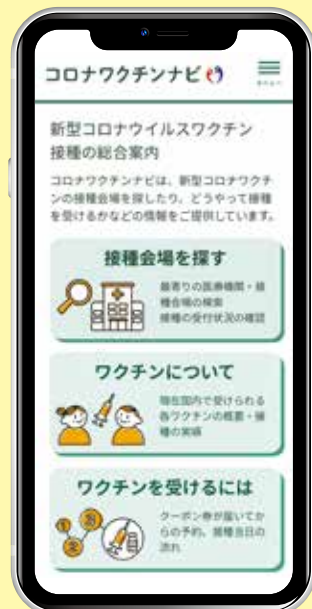 コロナワクチンナビ
メニュー
新型コロナウイルスワクチン
接種の総合案内
コロナワクチンナビは、新型コロナワクチ
ンの接種会場を探したり、どうやって接種
を受けるかなどの情報をご提供しています。
接種会場を探す
最寄りの医療機関・接
種会場の検索
接種の受付状況の確認
ワクチンについて
現在国内で受けられる
各ワクチンの概要・接
種の実績
ワクチンを受けるには
クーポン券が届いてか
らの予約、接種当日の
流れ